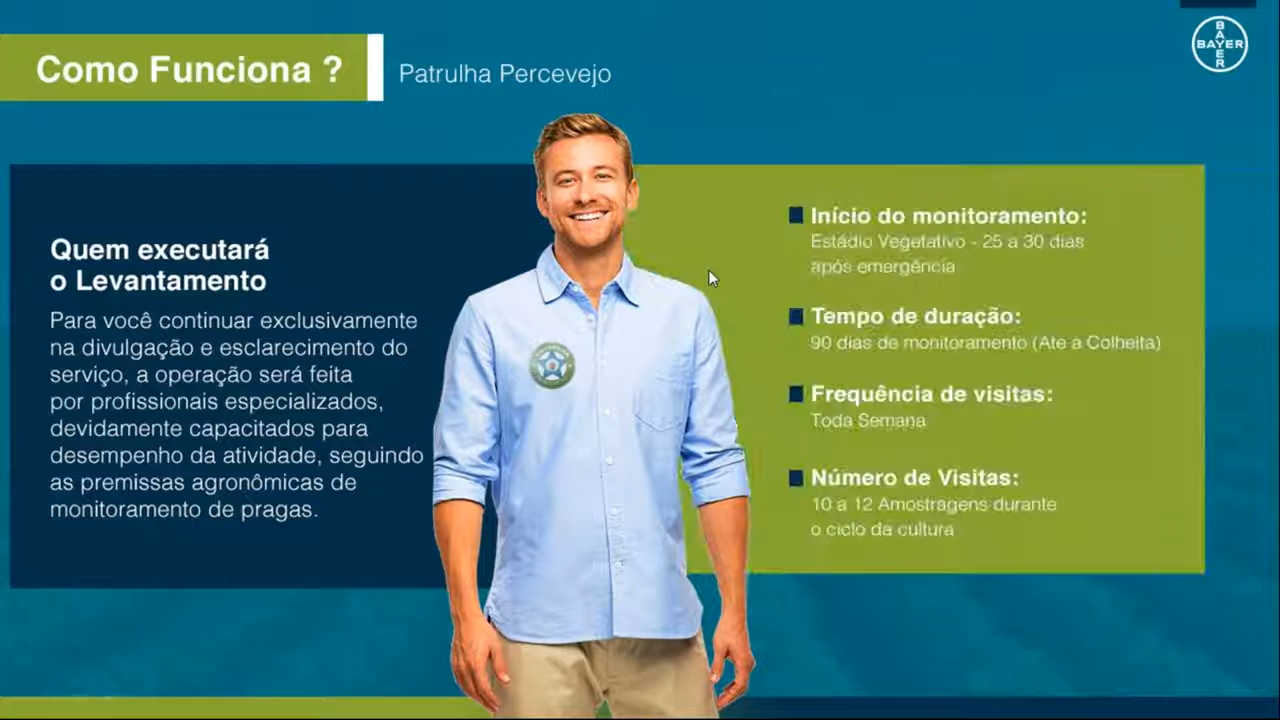 Como Funciona ?
Patrulha Percevejo
BAYER
BAYER
Quem executará
o Levantamento
Para você continuar exclusivamente
na divulgação e esclarecimento do
serviço, a operação será feita
por profissionais especializados,
devidamente capacitados para
desempenho da atividade, seguindo
as premissas agronômicas de
monitoramento de pragas.
Início do monitoramento:
Estádio Vegetativo - 25 a 30 dias
após emergência
Tempo de duração:
90 dias de monitoramento (Ate a Colheita)
Frequência de visitas:
Toda Semana
Número de Visitas:
10 a 12 Amostragens durante
o ciclo da cultura